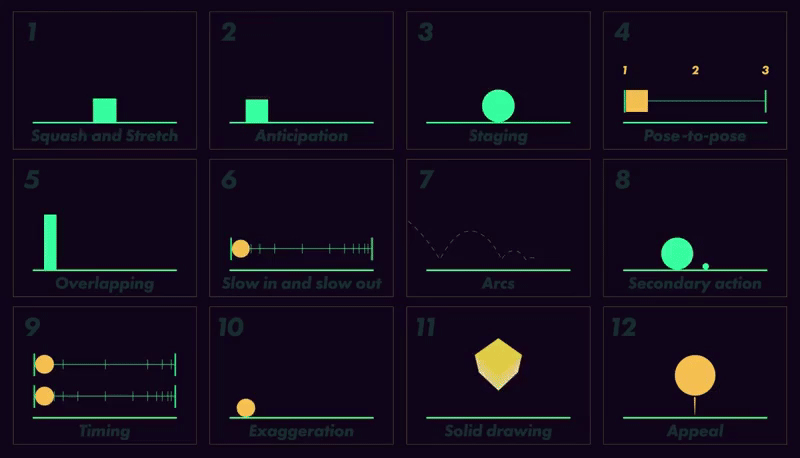 1
Squash and Stretch
2
Anticipation
3
Staging
4
1 2 3
Pose-to-pose
5
Overlapping
6
Slow in and slow out
7
Arcs
8
Secondary action
9
Timing
10
Exaggeration
11
Solid drawing
12
Appeal